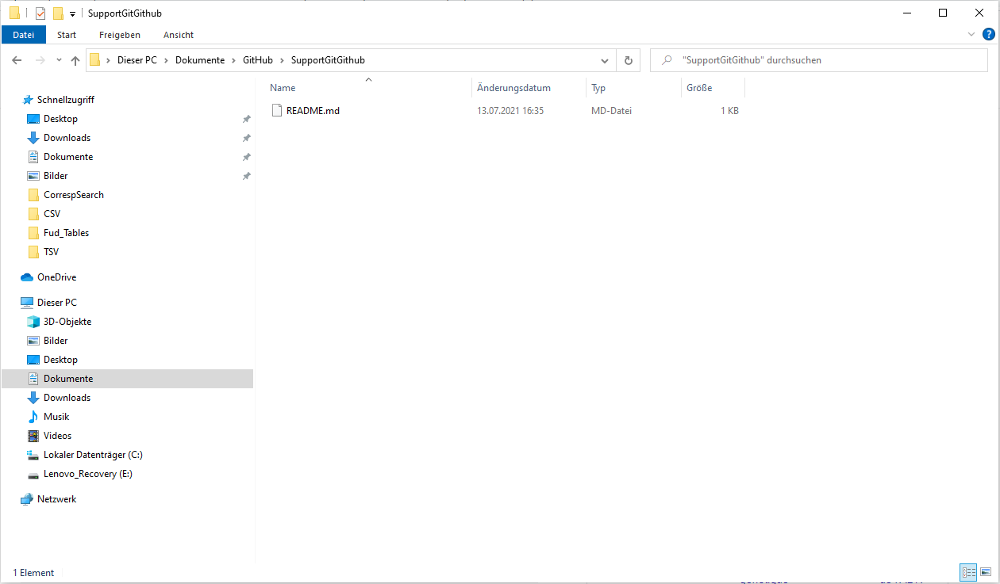 SupportGitGithub
Datei Start Freigeben Ansicht ?
Dieser PC > Dokumente > GitHub > SupportGitGithub
"SupportGitGithub" durchsuchen
Name Änderungsdatum Typ Größe
README.md 13.07.2021 16:35 MD-Datei 1 KB
Schnellzugriff
Desktop
Downloads
Dokumente
Bilder
CorrespSearch
CSV
Fud_Tables
TSV
OneDrive
Dieser PC
3D-Objekte
Bilder
Desktop
Dokumente
Downloads
Musik
Videos
Lokaler Datenträger (C:)
Lenovo_Recovery (E:)
Netzwerk
1 Element